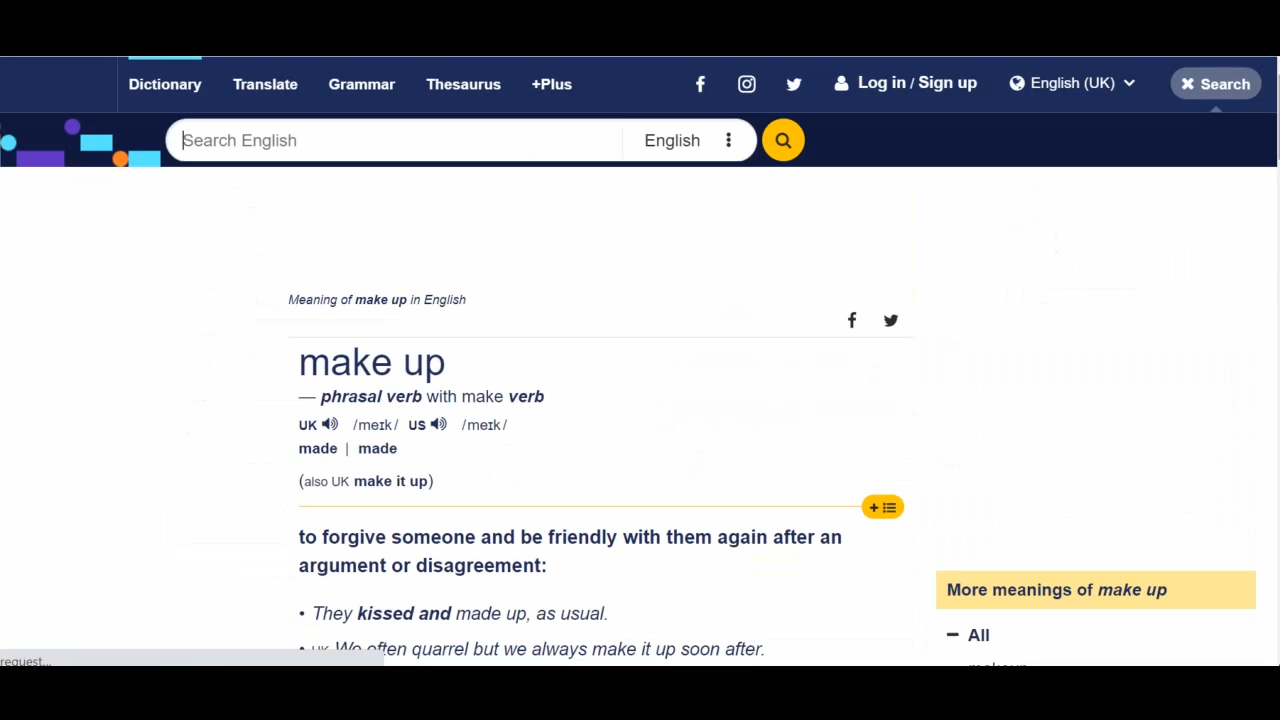 Dictionary Translate Grammar Thesaurus +Plus Log in / Sign up English (UK) Search
Search English English
Meaning of make up in English
make up
— phrasal verb with make verb
UK /meɪk/ US /meɪk/
made | made
(also UK make it up)
to forgive someone and be friendly with them again after an
argument or disagreement:
• They kissed and made up, as usual.
• UK We often quarrel but we always make it up soon after.
request...
More meanings of make up
All